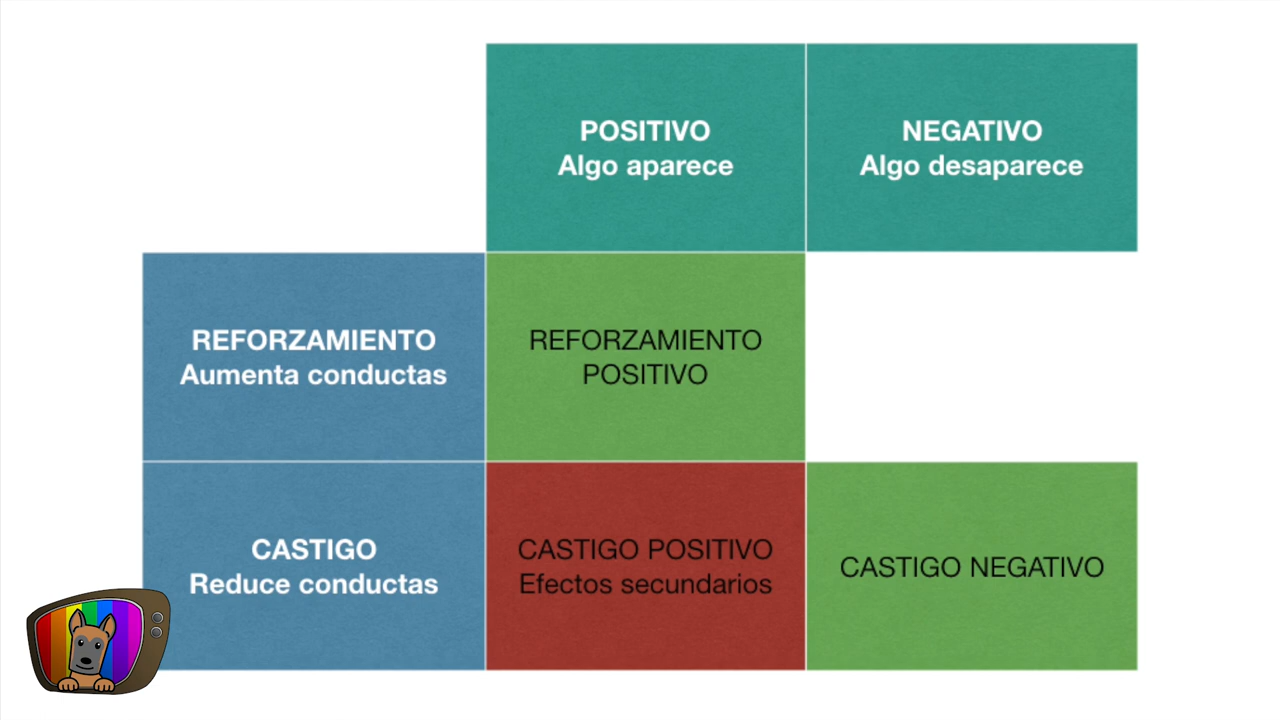 POSITIVO
Algo aparece
NEGATIVO
Algo desaparece
REFORZAMIENTO
Aumenta conductas
REFORZAMIENTO
POSITIVO
CASTIGO
Reduce conductas
CASTIGO POSITIVO
Efectos secundarios
CASTIGO NEGATIVO